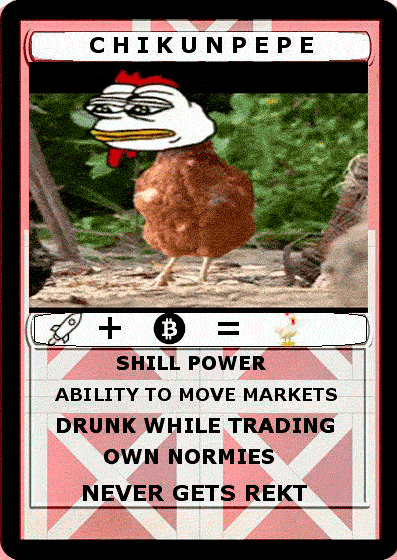 CHIKUNPEPE
+ ₿ =
SHILL POWER
ABILITY TO MOVE MARKETS
DRUNK WHILE TRADING
OWN NORMIES
NEVER GETS REKT